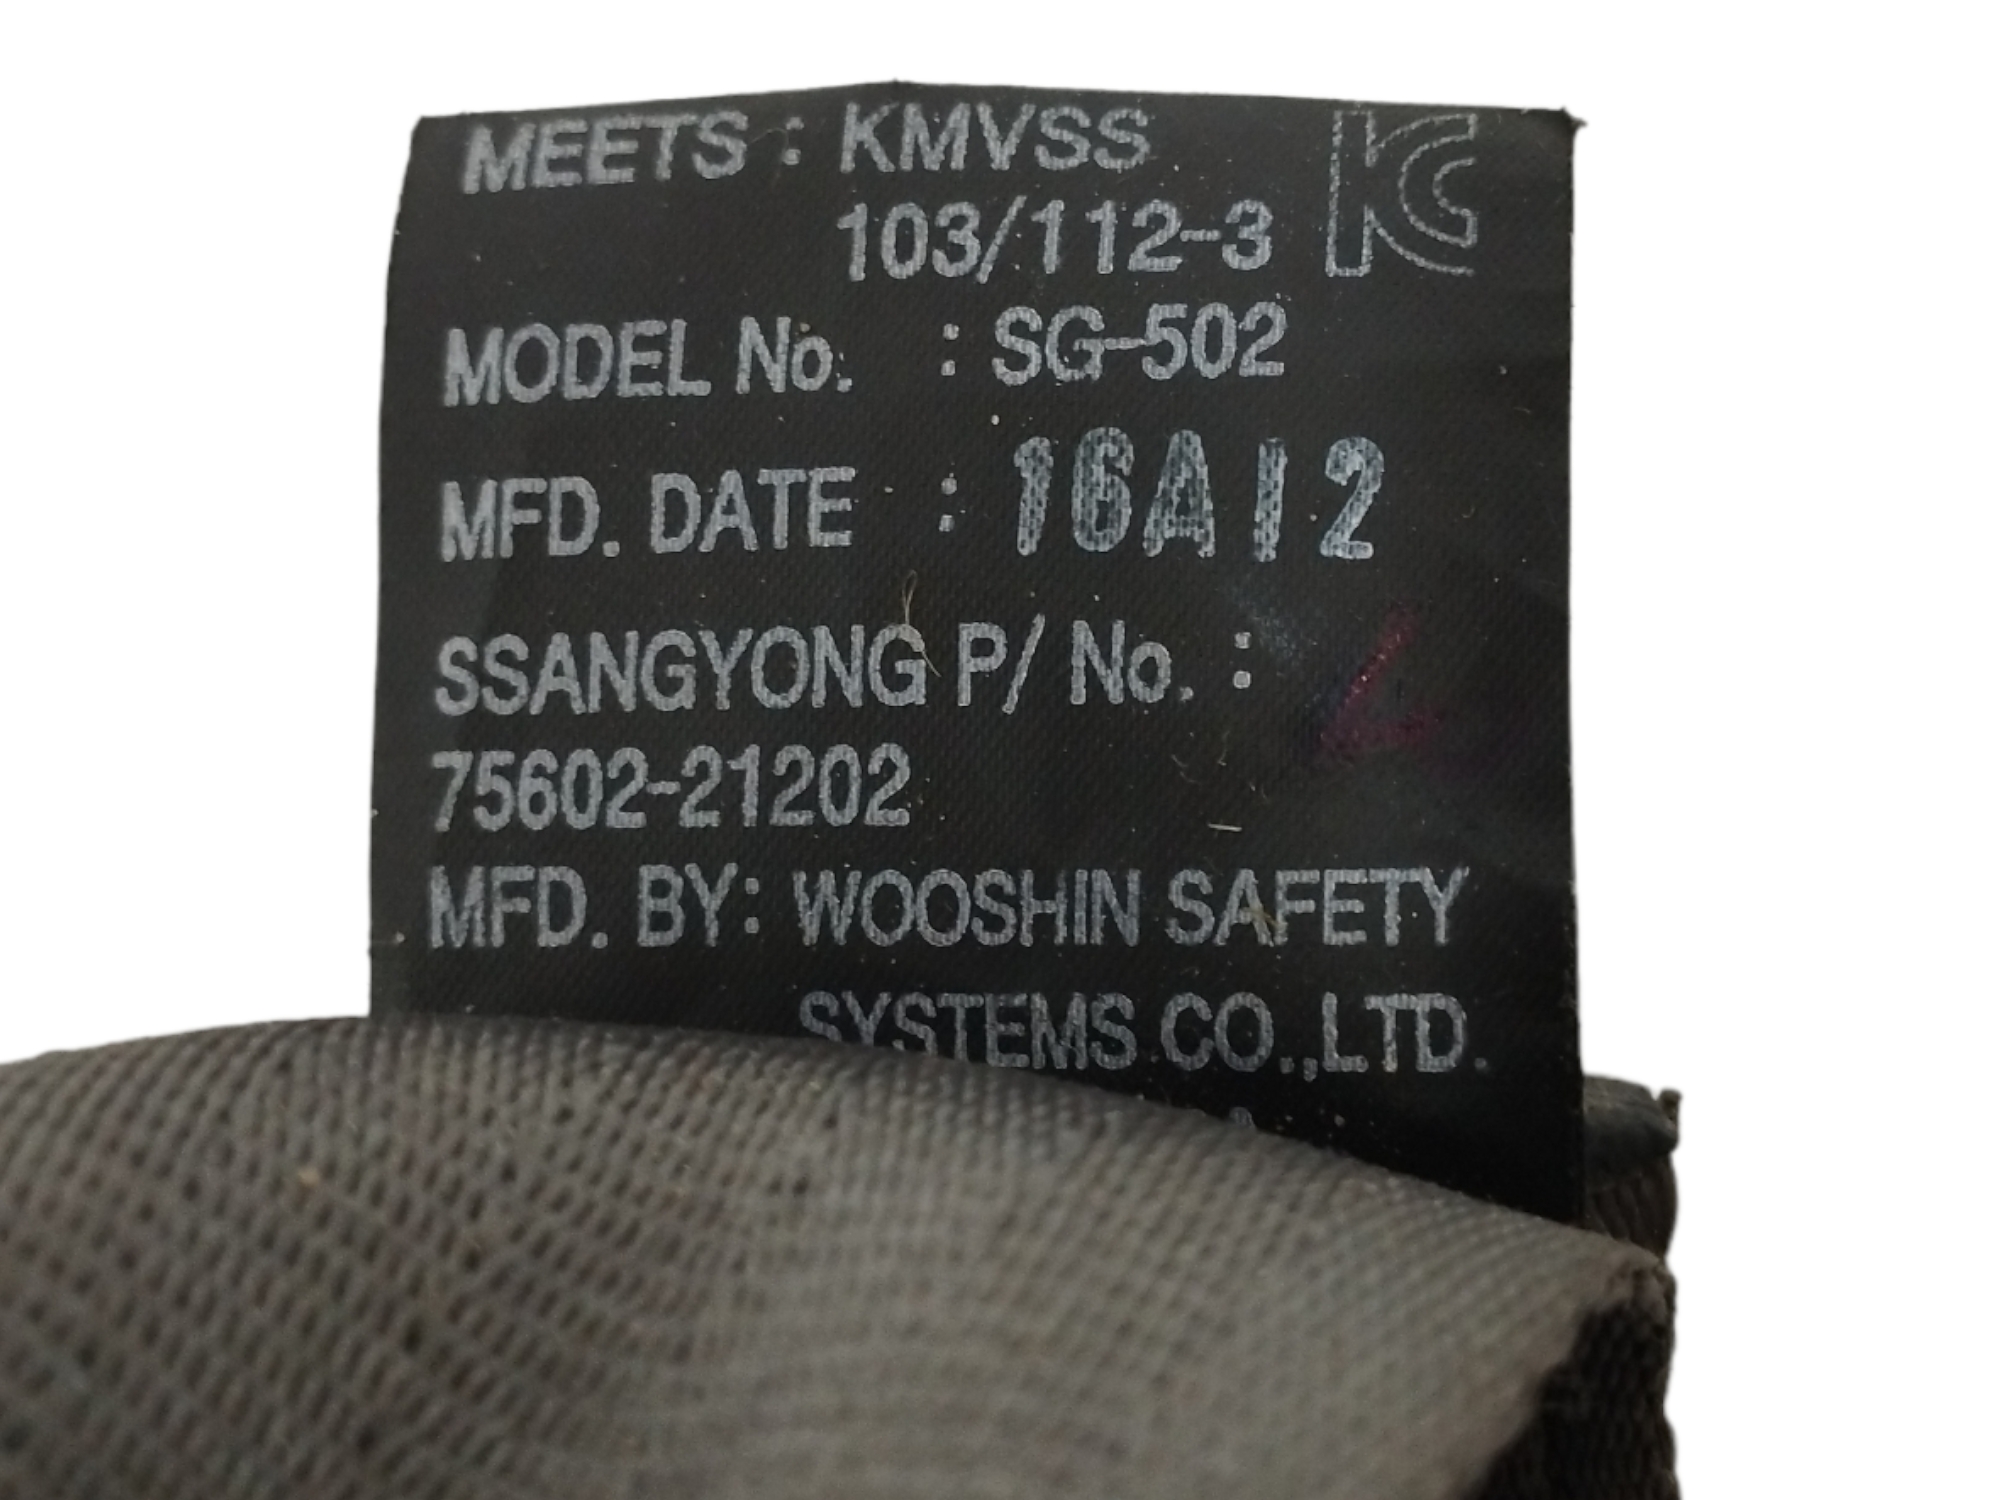 MEETS : KMVSS
103/112-3
KC
MODEL No. : SG-502
MFD. DATE : 16A12
SSANGYONG P/ No. :
75602-21202
MFD. BY: WOOSHIN SAFETY
SYSTEMS CO.,LTD.